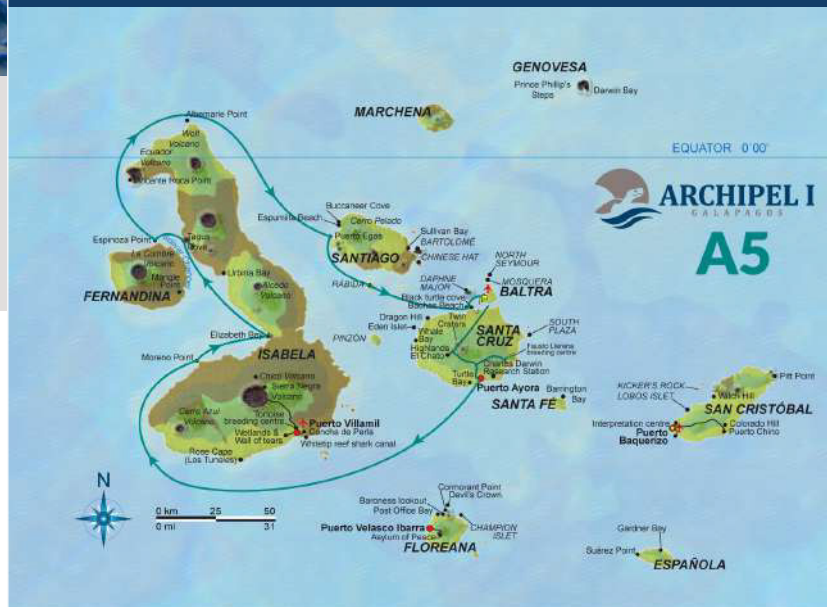 GENOVESA
Prince Phillip's
Steps
Darwin Bay
MARCHENA
EQUATOR 0°00'
ARCHIPEL I
GALAPAGOS
A5
Albemarle Point
Wolf
Volcano
Ecuador
Volcano
Vincente Roca Point
Espinoza Point
Tagus
Cove
La Cumbre
Volcano
Mangle
Point
FERNANDINA
Urbina Bay
Alcedo
Volcano
Elizabeth Bay
Moreno Point
ISABELA
Chico Volcano
Sierra Negra
Volcano
Cerro Azul
Volcano
Tortoise
breeding centre
Puerto Villamil
Wetlands &
Wall of tears
Concha de Perla
Whitetip reef shark canal
Rose Cape
(Los Tuneles)
Buccaneer Cove
Espumilla Beach
Cerro Pelado
Puerto Egas
SANTIAGO
Sullivan Bay
BARTOLOMÉ
CHINESE HAT
RÁBIDA
PINZÓN
NORTH
SEYMOUR
MOSQUERA
DAPHNE
MAJOR
BALTRA
Black turtle cove
Bachas Beach
Dragon Hill
Eden Islet
Whale
Bay
Twin
Craters
SANTA
CRUZ
SOUTH
PLAZA
Highlands
El Chato
Fausto Llerena
breeding centre
Charles Darwin
Research Station
Turtle
Bay
Puerto Ayora
Barrington
Bay
SANTA FÉ
KICKER'S ROCK
LOBOS ISLET
Pitt Point
Witch Hill
SAN CRISTÓBAL
Interpretation centre
Puerto
Baquerizo
Colorado Hill
Puerto Chino
N
0 km 25 50
0 mi 31
Cormorant Point
Devil's Crown
Baroness lookout
Post Office Bay
Puerto Velasco Ibarra
Asylum of Peace
CHAMPION
ISLET
FLOREANA
Gardner Bay
Suárez Point
ESPAÑOLA